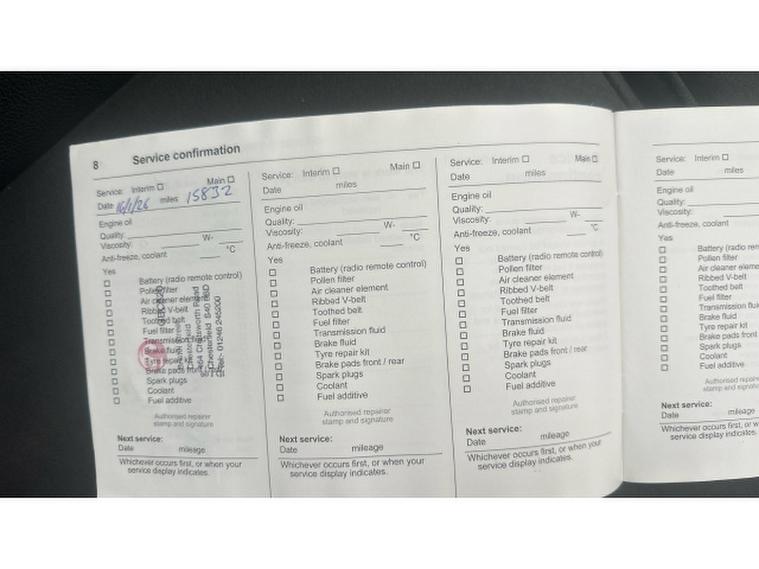 8 Service confirmation
Service: Interim ☐ Main ☐
Date 16/1/26 miles 15832
Engine oil
Quality:
Viscosity: W-
Anti-freeze, coolant °C
Yes
☐ Battery (radio remote control)
☐ Pollen filter
☐ Air cleaner element
☐ Ribbed V-belt
☐ Toothed belt
☐ Fuel filter
☐ Transmission fluid
☐ Brake fluid
☐ Tyre repair kit
☐ Brake pads front
☐ Spark plugs
☐ Coolant
☐ Fuel additive
Chesterfield
Chatsworth Road
Chesterfield
Tel:- 01246
Authorised repairer
stamp and signature
Next service:
Date mileage
Whichever occurs first, or when your
service display indicates.
Service: Interim ☐ Main ☐
Date miles
Engine oil
Quality:
Viscosity: W-
Anti-freeze, coolant °C
Yes
☐ Battery (radio remote control)
☐ Pollen filter
☐ Air cleaner element
☐ Ribbed V-belt
☐ Toothed belt
☐ Fuel filter
☐ Transmission fluid
☐ Brake fluid
☐ Tyre repair kit
☐ Brake pads front / rear
☐ Spark plugs
☐ Coolant
☐ Fuel additive
Authorised repairer
stamp and signature
Next service:
Date mileage
Whichever occurs first, or when your
service display indicates.
Service: Interim ☐ Main ☐
Date miles
Engine oil
Quality:
Viscosity: W-
Anti-freeze, coolant °C
Yes
☐ Battery (radio remote control)
☐ Pollen filter
☐ Air cleaner element
☐ Ribbed V-belt
☐ Toothed belt
☐ Fuel filter
☐ Transmission fluid
☐ Brake fluid
☐ Tyre repair kit
☐ Brake pads front / rear
☐ Spark plugs
☐ Coolant
☐ Fuel additive
Authorised repairer
stamp and signature
Next service:
Date mileage
Whichever occurs first, or when your
service display indicates.
Service: Interim ☐
Date miles
Engine oil
Quality:
Viscosity:
Anti-freeze, coolant
Yes
☐ Battery (radio rem
☐ Pollen filter
☐ Air cleaner eleme
☐ Ribbed V-belt
☐ Toothed belt
☐ Fuel filter
☐ Transmission fluid
☐ Brake fluid
☐ Tyre repair kit
☐ Brake pads front
☐ Spark plugs
☐ Coolant
☐ Fuel additive
Authorised repaire
stamp and signatu
Next service:
Date mileage
Whichever occurs first, o
service display indicates.